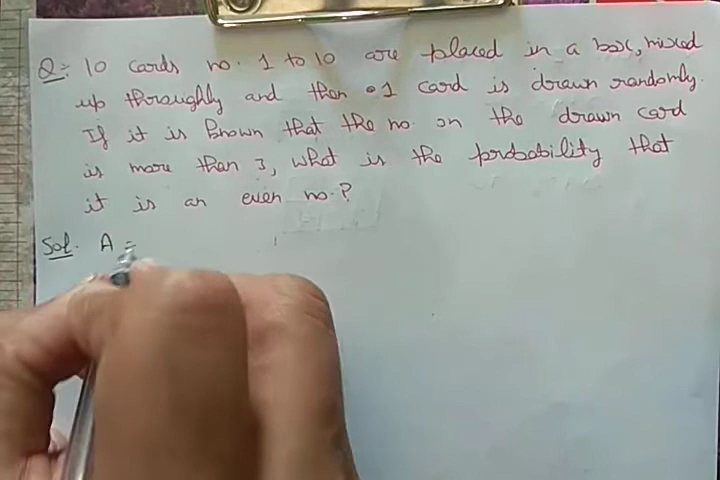 Q:- 10 cards no. 1 to 10 are placed in a box, mixed
up throughly and then 1 card is drawn randomly.
If it is known that the no. on the drawn card
is more than 3, what is the probability that
it is an even no.?
Sol. A =